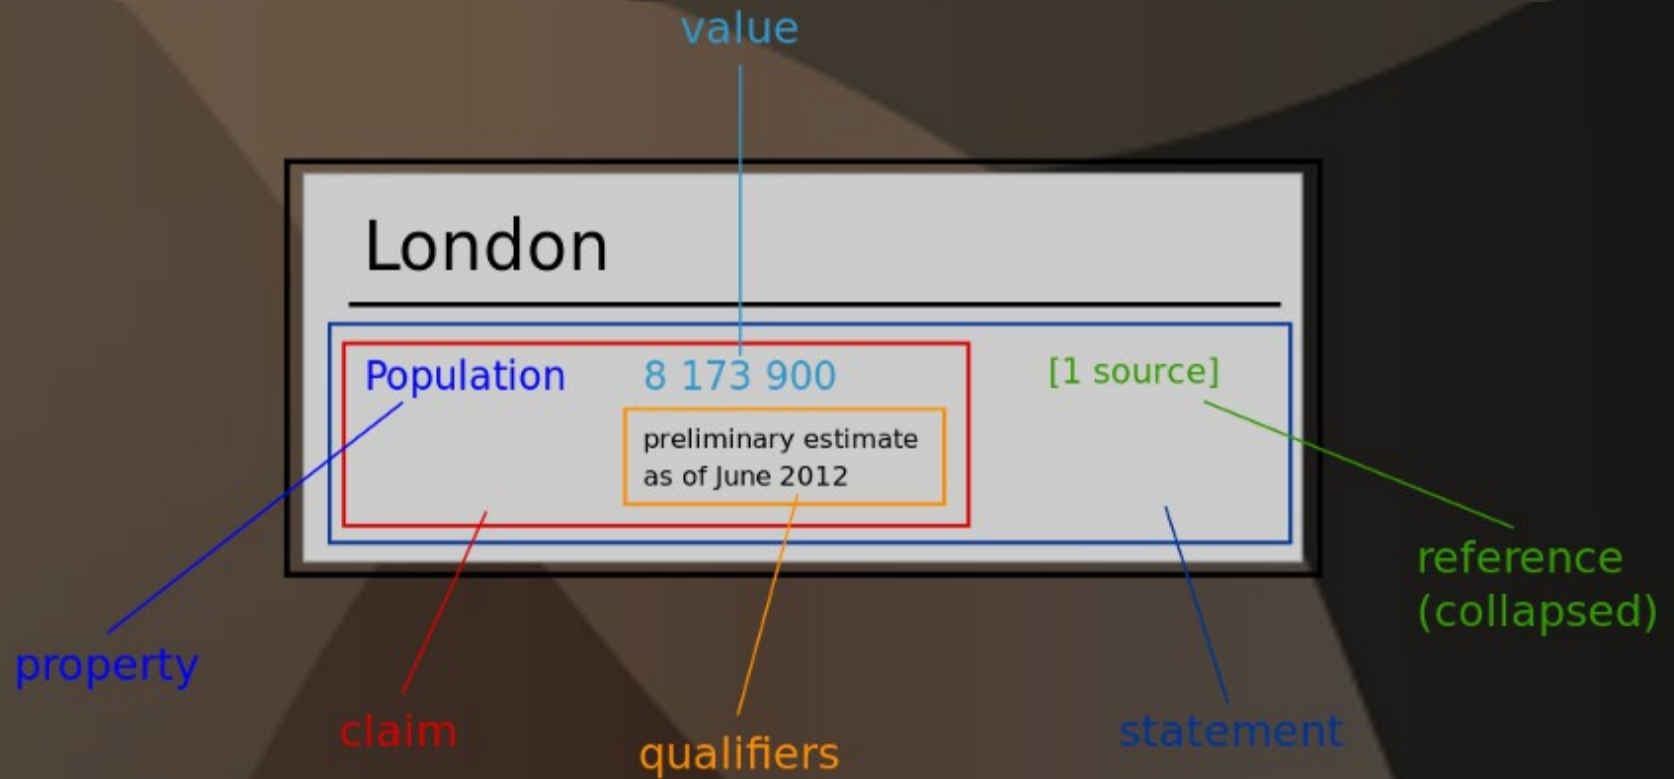 value
London
Population 8 173 900 [1 source]
preliminary estimate
as of June 2012
reference
(collapsed)
property
claim
qualifiers
statement